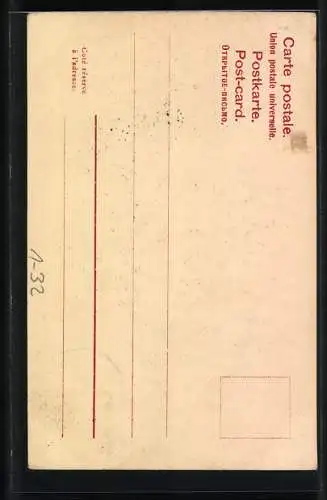 Carte postale.
Union postale universelle.
Postkarte.
Post-card.
Открытое-письмо.
Coté réservé
à l'adresse.
1-32